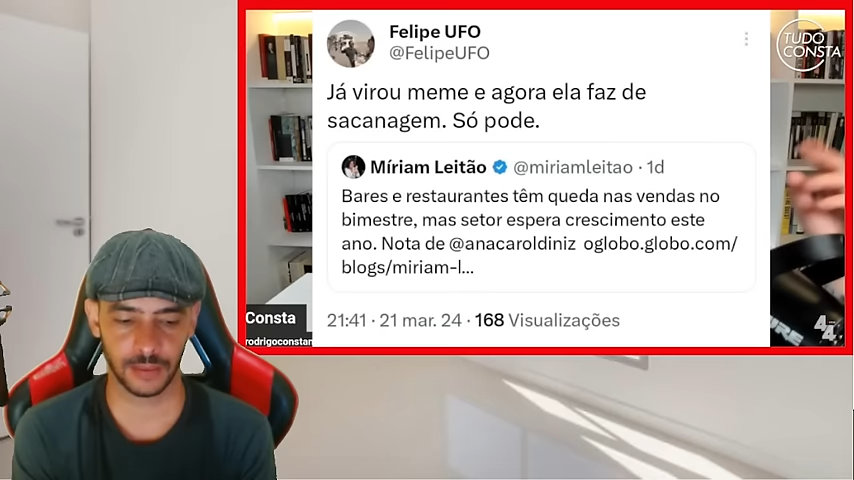 Felipe UFO
@FelipeUFO
Já virou meme e agora ela faz de
sacanagem. Só pode.
Míriam Leitão @miriamleitao · 1d
Bares e restaurantes têm queda nas vendas no
bimestre, mas setor espera crescimento este
ano. Nota de @anacaroldiniz oglobo.globo.com/
blogs/miriam-l...
21:41 · 21 mar. 24 · 168 Visualizações
TUDO
CONSTA
Consta
rodrigoconstan